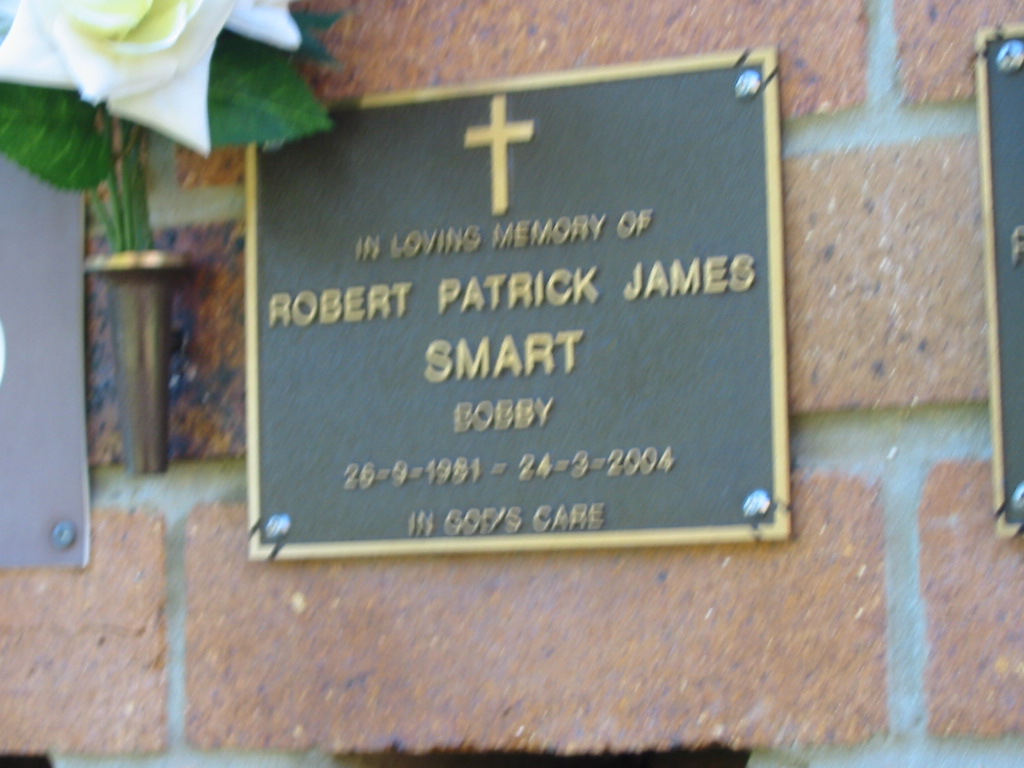 IN LOVING MEMORY OF
ROBERT PATRICK JAMES
SMART
BOBBY
26-9-1981 - 24-3-2004
IN GOD'S CARE